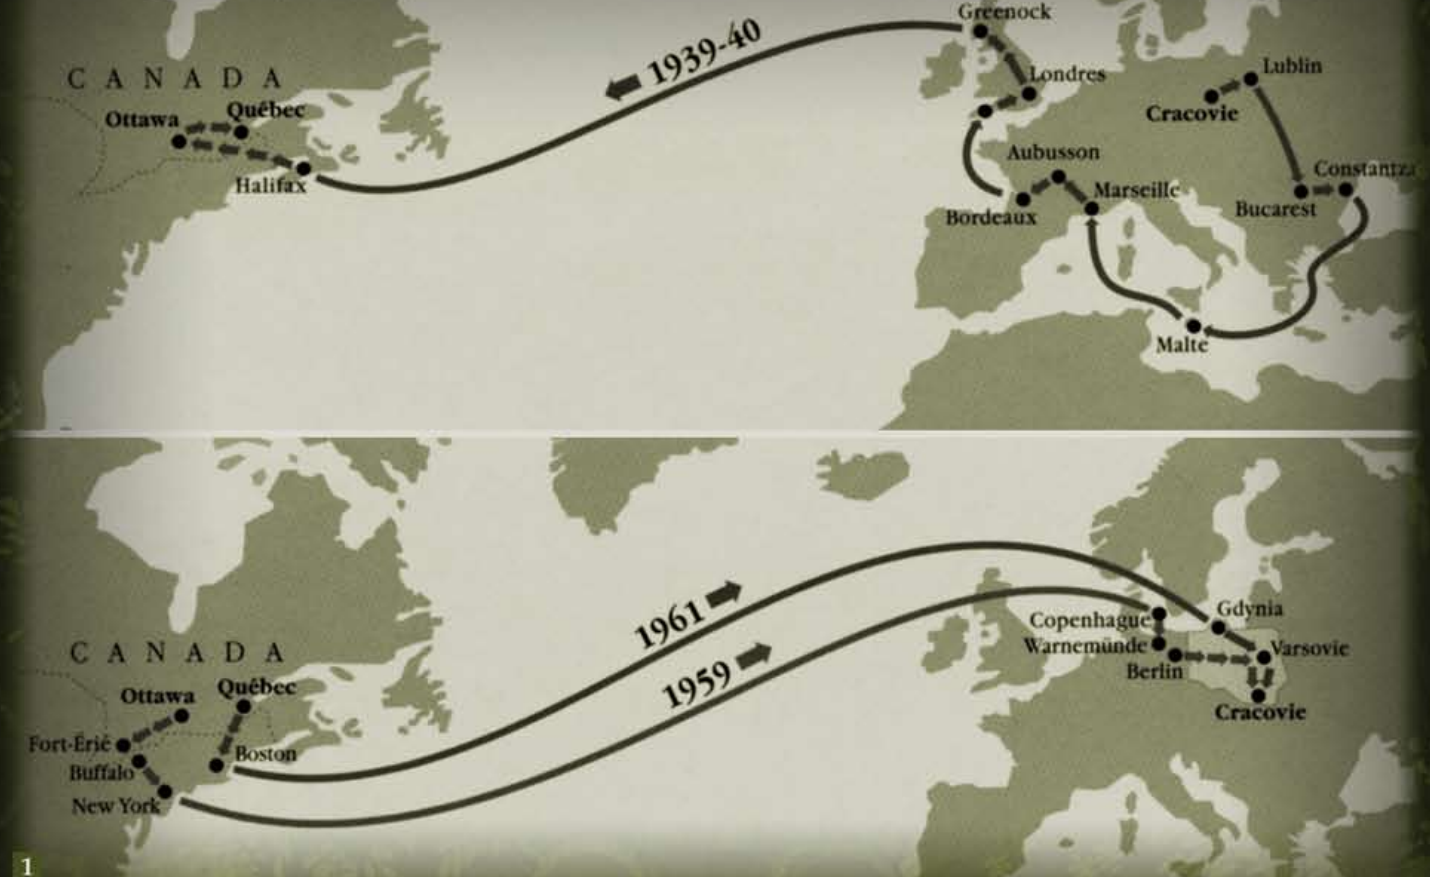 Greenock
1939-40
Londres
Lublin
CANADA
Cracovie
Ottawa
Québec
Aubusson
Constantza
Halifax
Marseille
Bordeaux
Bucarest
Malte
1961
Gdynia
Copenhague
CANADA
Warnemünde
Varsovie
1959
Berlin
Ottawa
Québec
Cracovie
Fort-Érié
Boston
Buffalo
New York
1